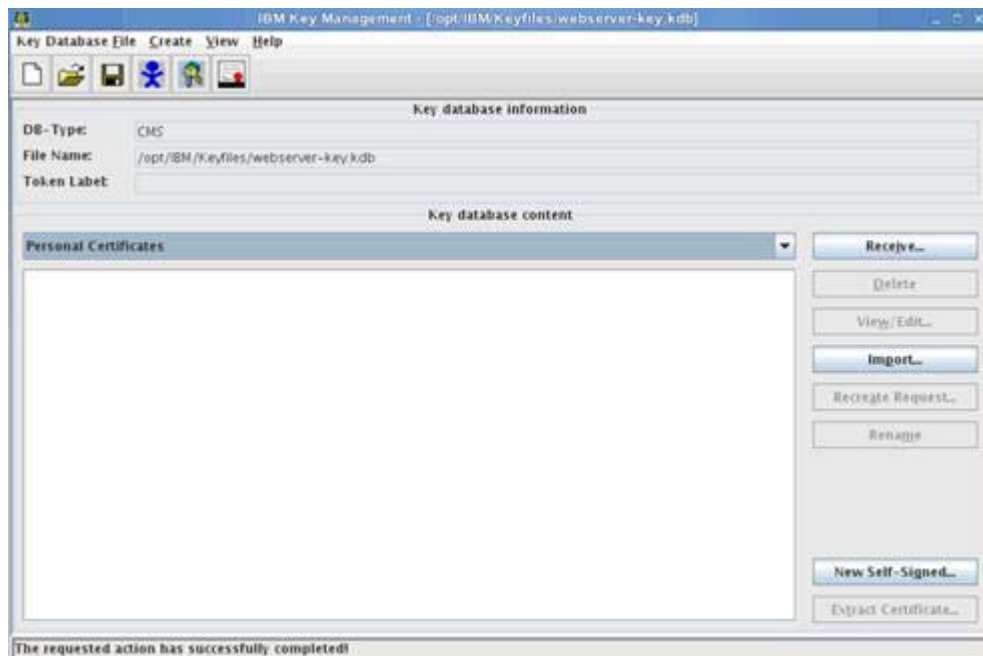 IBM Key Management - [/opt/IBM/Keyfiles/webserver-key.kdb]
Key Database File Create View Help
Key database information
DB-Type: CMS
File Name: /opt/IBM/Keyfiles/webserver-key.kdb
Token Label:
Key database content
Personal Certificates
Receive...
Delete
View/Edit...
Import...
Recreate Request...
Rename
New Self-Signed...
Extract Certificate...
The requested action has successfully completed!